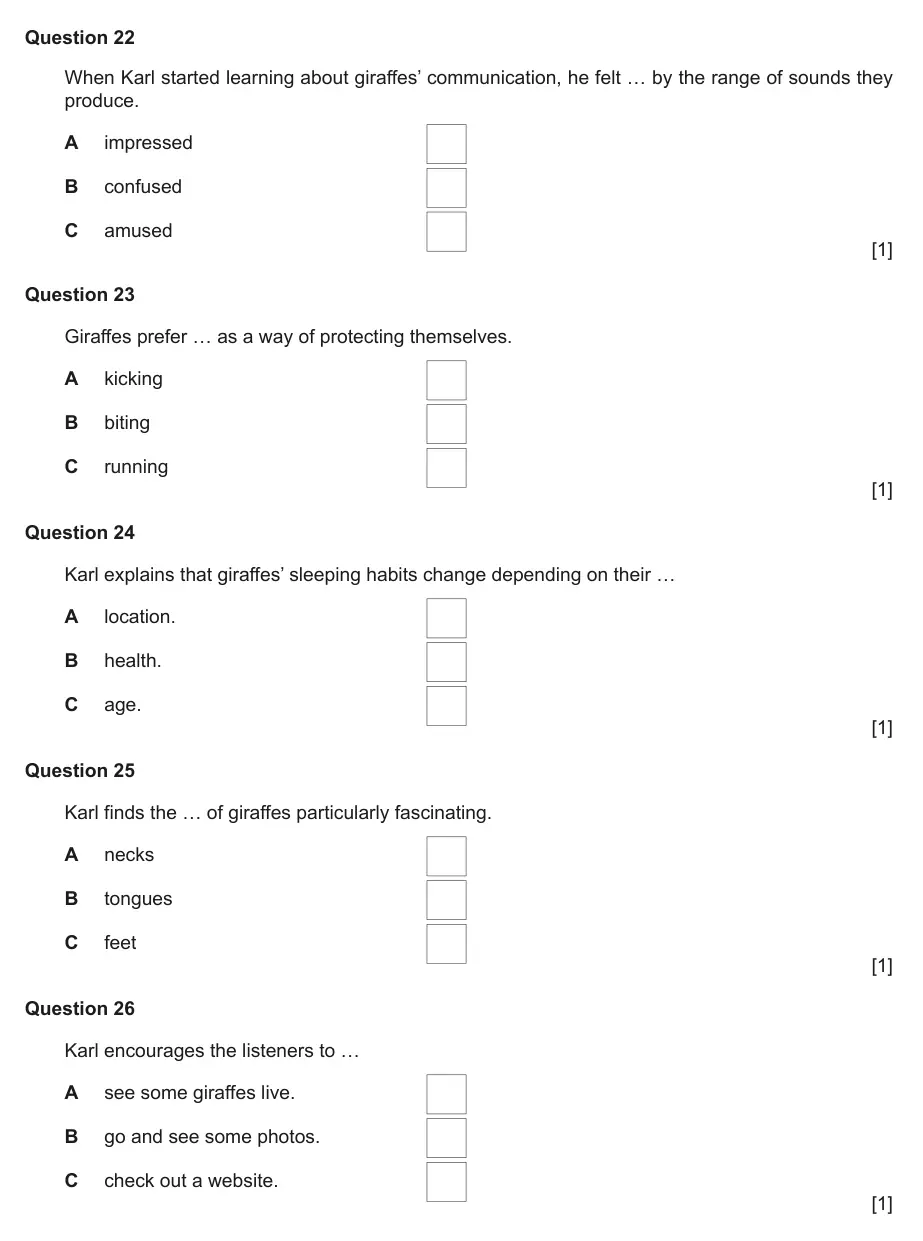 Question 22
When Karl started learning about giraffes’ communication, he felt … by the range of sounds they
produce.
A impressed
B confused
C amused
[1]
Question 23
Giraffes prefer … as a way of protecting themselves.
A kicking
B biting
C running
[1]
Question 24
Karl explains that giraffes’ sleeping habits change depending on their …
A location.
B health.
C age.
[1]
Question 25
Karl finds the … of giraffes particularly fascinating.
A necks
B tongues
C feet
[1]
Question 26
Karl encourages the listeners to …
A see some giraffes live.
B go and see some photos.
C check out a website.
[1]